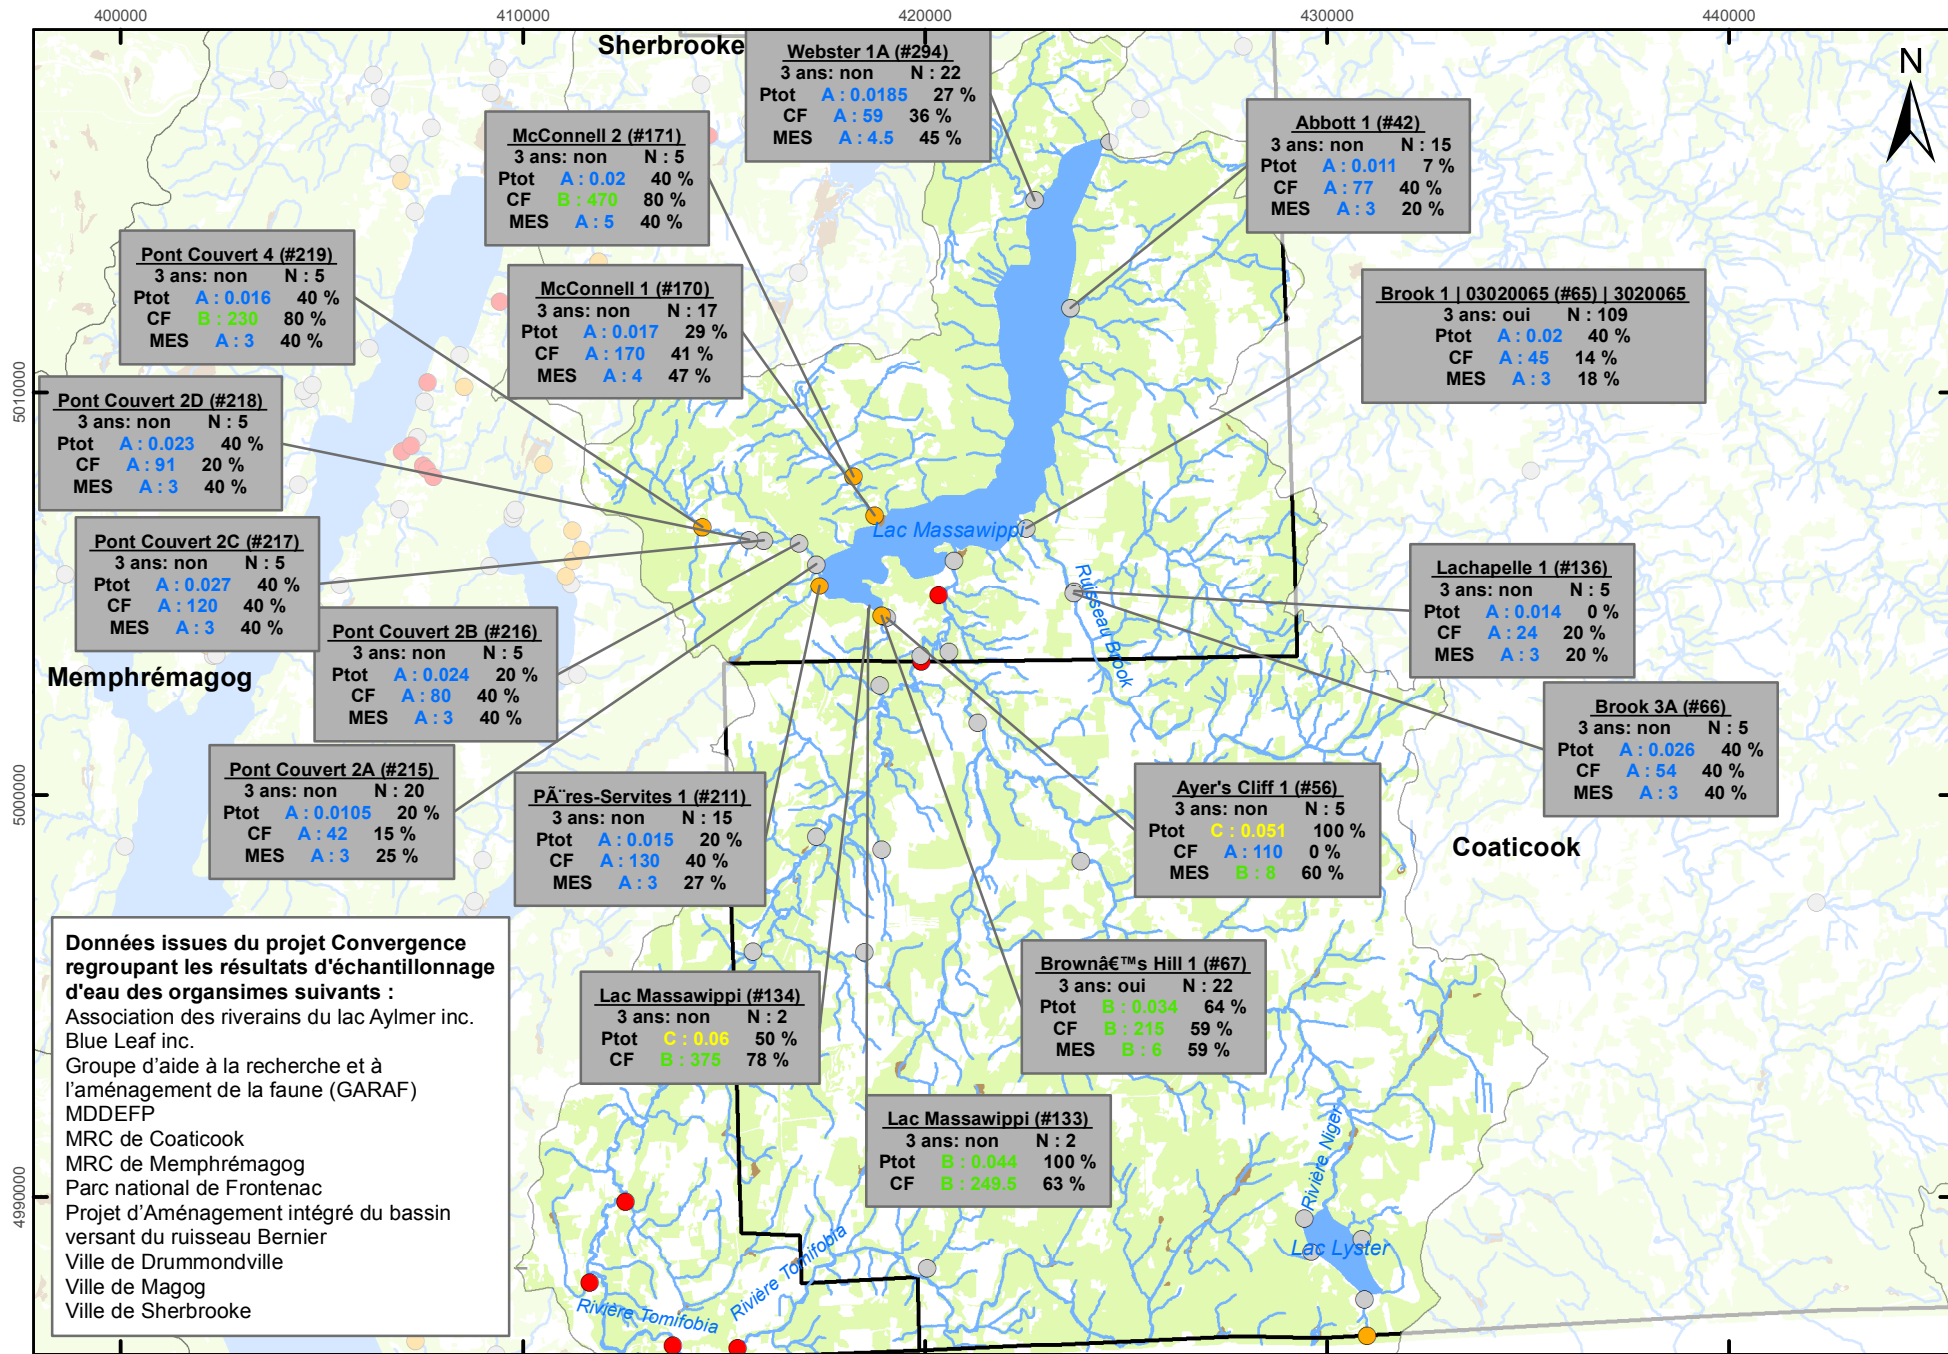 400000
410000
420000
430000
440000
Sherbrooke
N
Webster 1A (#294)
3 ans: non N : 22
Ptot A : 0.0185 27 %
CF A : 59 36 %
MES A : 4.5 45 %
McConnell 2 (#171)
3 ans: non N : 5
Ptot A : 0.02 40 %
CF B : 470 80 %
MES A : 5 40 %
Abbott 1 (#42)
3 ans: non N : 15
Ptot A : 0.011 7 %
CF A : 77 40 %
MES A : 3 20 %
Pont Couvert 4 (#219)
3 ans: non N : 5
Ptot A : 0.016 40 %
CF B : 230 80 %
MES A : 3 40 %
McConnell 1 (#170)
3 ans: non N : 17
Ptot A : 0.017 29 %
CF A : 170 41 %
MES A : 4 47 %
Brook 1 | 03020065 (#65) | 3020065
3 ans: oui N : 109
Ptot A : 0.02 40 %
CF A : 45 14 %
MES A : 3 18 %
5010000
Pont Couvert 2D (#218)
3 ans: non N : 5
Ptot A : 0.023 40 %
CF A : 91 20 %
MES A : 3 40 %
Lac Massawippi
Pont Couvert 2C (#217)
3 ans: non N : 5
Ptot A : 0.027 40 %
CF A : 120 40 %
MES A : 3 40 %
Ruisseau Brook
Lachapelle 1 (#136)
3 ans: non N : 5
Ptot A : 0.014 0 %
CF A : 24 20 %
MES A : 3 20 %
Pont Couvert 2B (#216)
3 ans: non N : 5
Ptot A : 0.024 20 %
CF A : 80 40 %
MES A : 3 40 %
Memphrémagog
Brook 3A (#66)
3 ans: non N : 5
Ptot A : 0.026 40 %
CF A : 54 40 %
MES A : 3 40 %
5000000
Pont Couvert 2A (#215)
3 ans: non N : 20
Ptot A : 0.0105 20 %
CF A : 42 15 %
MES A : 3 25 %
PÃ¨res-Servites 1 (#211)
3 ans: non N : 15
Ptot A : 0.015 20 %
CF A : 130 40 %
MES A : 3 27 %
Ayer's Cliff 1 (#56)
3 ans: non N : 5
Ptot C : 0.051 100 %
CF A : 110 0 %
MES B : 8 60 %
Coaticook
Données issues du projet Convergence
regroupant les résultats d'échantillonnage
d'eau des organsimes suivants :
Association des riverains du lac Aylmer inc.
Blue Leaf inc.
Groupe d'aide à la recherche et à
l'aménagement de la faune (GARAF)
MDDEFP
MRC de Coaticook
MRC de Memphrémagog
Parc national de Frontenac
Projet d'Aménagement intégré du bassin
versant du ruisseau Bernier
Ville de Drummondville
Ville de Magog
Ville de Sherbrooke
Lac Massawippi (#134)
3 ans: non N : 2
Ptot C : 0.06 50 %
CF B : 375 78 %
Brownâ€™s Hill 1 (#67)
3 ans: oui N : 22
Ptot B : 0.034 64 %
CF B : 215 59 %
MES B : 6 59 %
Lac Massawippi (#133)
3 ans: non N : 2
Ptot B : 0.044 100 %
CF B : 249.5 63 %
4990000
Rivière Niger
Lac Lyster
Rivière Tomifobia
Rivière Tomifobia